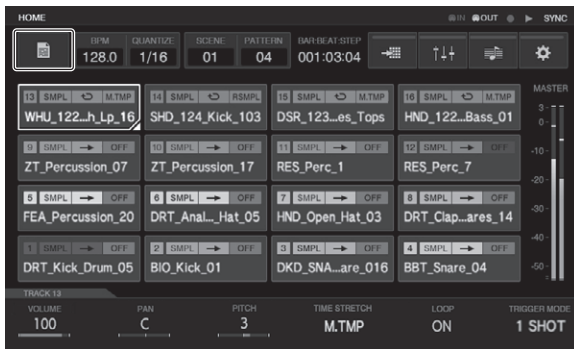 HOME IN OUT SYNC
BPM QUANTIZE SCENE PATTERN BAR:BEAT:STEP
128.0 1/16 01 04 001:03:04
MASTER
13 SMPL M.TMP 14 SMPL RSMPL 15 SMPL M.TMP 16 SMPL M.TMP
WHU_122...h_Lp_16 SHD_124_Kick_103 DSR_123...es_Tops HND_122...Bass_01
3
0
9 SMPL OFF 10 SMPL OFF 11 SMPL OFF 12 SMPL OFF
-10
ZT_Percussion_07 ZT_Percussion_17 RES_Perc_1 RES_Perc_7
-20
5 SMPL OFF 6 SMPL OFF 7 SMPL OFF 8 SMPL OFF
-30
FEA_Percussion_20 DRT_Anal..._Hat_05 HND_Open_Hat_03 DRT_Clap...ares_14
-40
1 SMPL OFF 2 SMPL OFF 3 SMPL OFF 4 SMPL OFF
DRT_Kick_Drum_05 BIO_Kick_01 DKD_SNA...are_016 BBT_Snare_04
-50
TRACK 13
VOLUME PAN PITCH TIME STRETCH LOOP TRIGGER MODE
100 C 3 M.TMP ON 1 SHOT